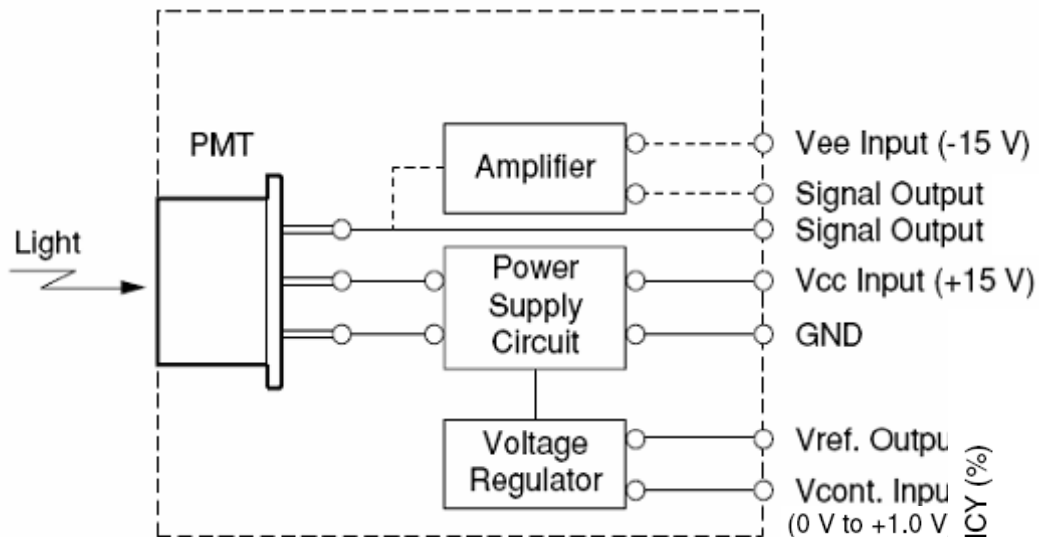 PMT
Light
Amplifier
Power
Supply
Circuit
Voltage
Regulator
Vee Input (-15 V)
Signal Output
Signal Output
Vcc Input (+15 V)
GND
Vref. Outpu
Vcont. Inpu
(0 V to +1.0 V
ICY (%)